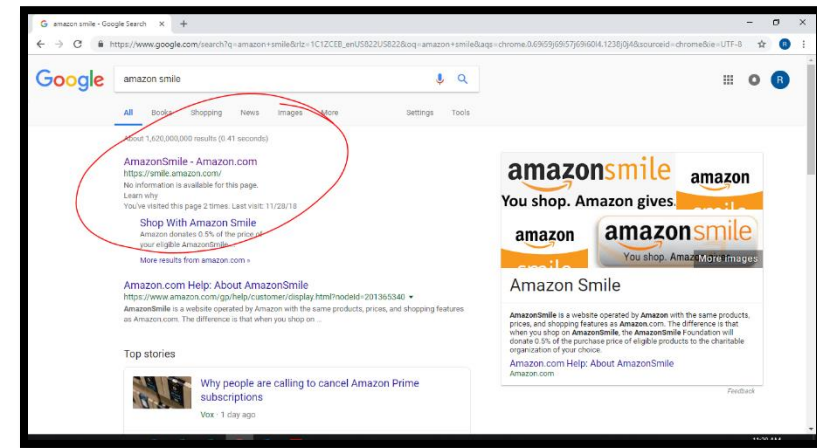 amazon smile - Google Search
https://www.google.com/search?q=amazon+smile&rlz=1C1ZCEB_enUS822US822&oq=amazon+smile&aqs=chrome.0.69i59j69i57j69i60l4.1238j0j4&sourceid=chrome&ie=UTF-8
R
Google
amazon smile
R
All Books Shopping News Images More Settings Tools
About 1,620,000,000 results (0.41 seconds)
AmazonSmile - Amazon.com
https://smile.amazon.com/
No information is available for this page.
Learn why
You've visited this page 2 times. Last visit: 11/28/18
Shop With Amazon Smile
Amazon donates 0.5% of the price of
your eligible AmazonSmile
More results from amazon.com »
Amazon.com Help: About AmazonSmile
https://www.amazon.com/gp/help/customer/display.html?nodeId=201365340
AmazonSmile is a website operated by Amazon with the same products, prices, and shopping features
as Amazon.com. The difference is that when you shop on ...
Top stories
Why people are calling to cancel Amazon Prime
subscriptions
Vox - 1 day ago
amazonsmile
You shop. Amazon gives.
amazon
smile
amazon
amazon
smile
amazonsmile
You shop. Amazon
More images
Amazon Smile
AmazonSmile is a website operated by Amazon with the same products,
prices, and shopping features as Amazon.com. The difference is that
when you shop on AmazonSmile, the AmazonSmile Foundation will
donate 0.5% of the purchase price of eligible products to the charitable
organization of your choice.
Amazon.com Help: About AmazonSmile
Amazon.com
Feedback